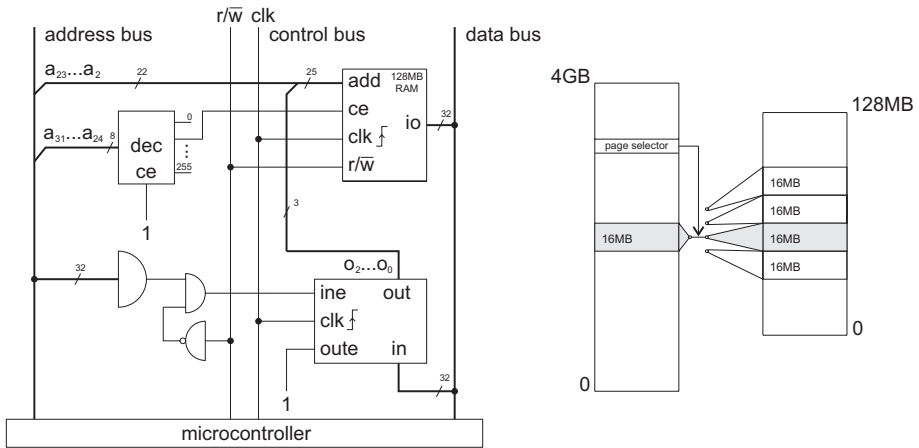 r/w̅ clk
address bus
control bus
data bus
a₂₃...a₂
22
25
add
128MB
RAM
ce
io
32
clk
r/w̅
a₃₁...a₂₄
8
dec
ce
0
⋮
255
1
3
32
o₂...o₀
ine
out
clk
oute
in
1
32
microcontroller
4GB
page selector
16MB
0
128MB
16MB
16MB
16MB
16MB
0